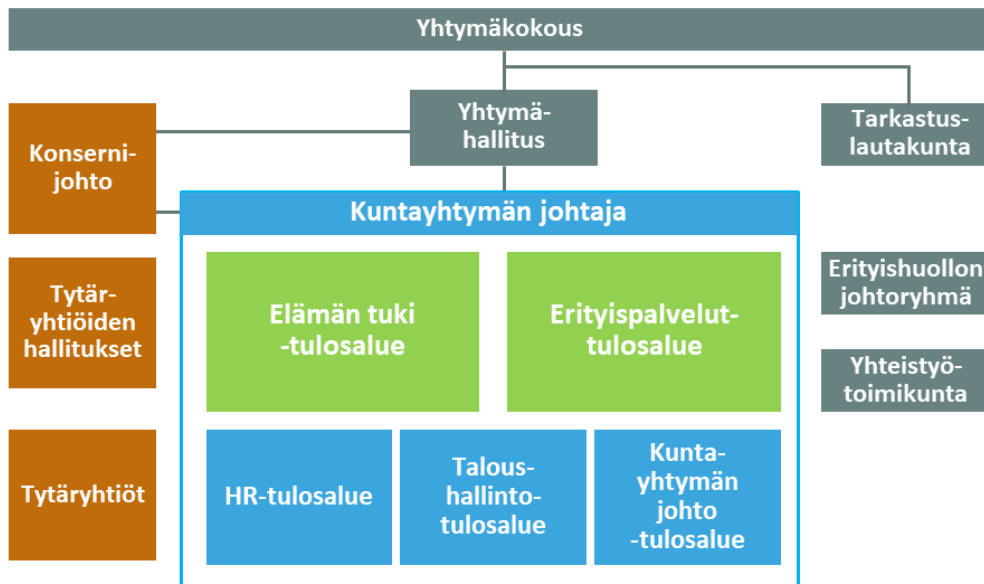 Yhtymäkokous
Yhtymä-
hallitus
Tarkastus-
lautakunta
Konserni-
johto
Kuntayhtymän johtaja
Tytär-
yhtiöiden
hallitukset
Elämän tuki
-tulosalue
Erityispalvelut-
tulosalue
Erityishuollon
johtoryhmä
Yhteistyö-
toimikunta
Tytäryhtiöt
HR-tulosalue
Talous-
hallinto-
tulosalue
Kunta-
yhtymän
johto
-tulosalue